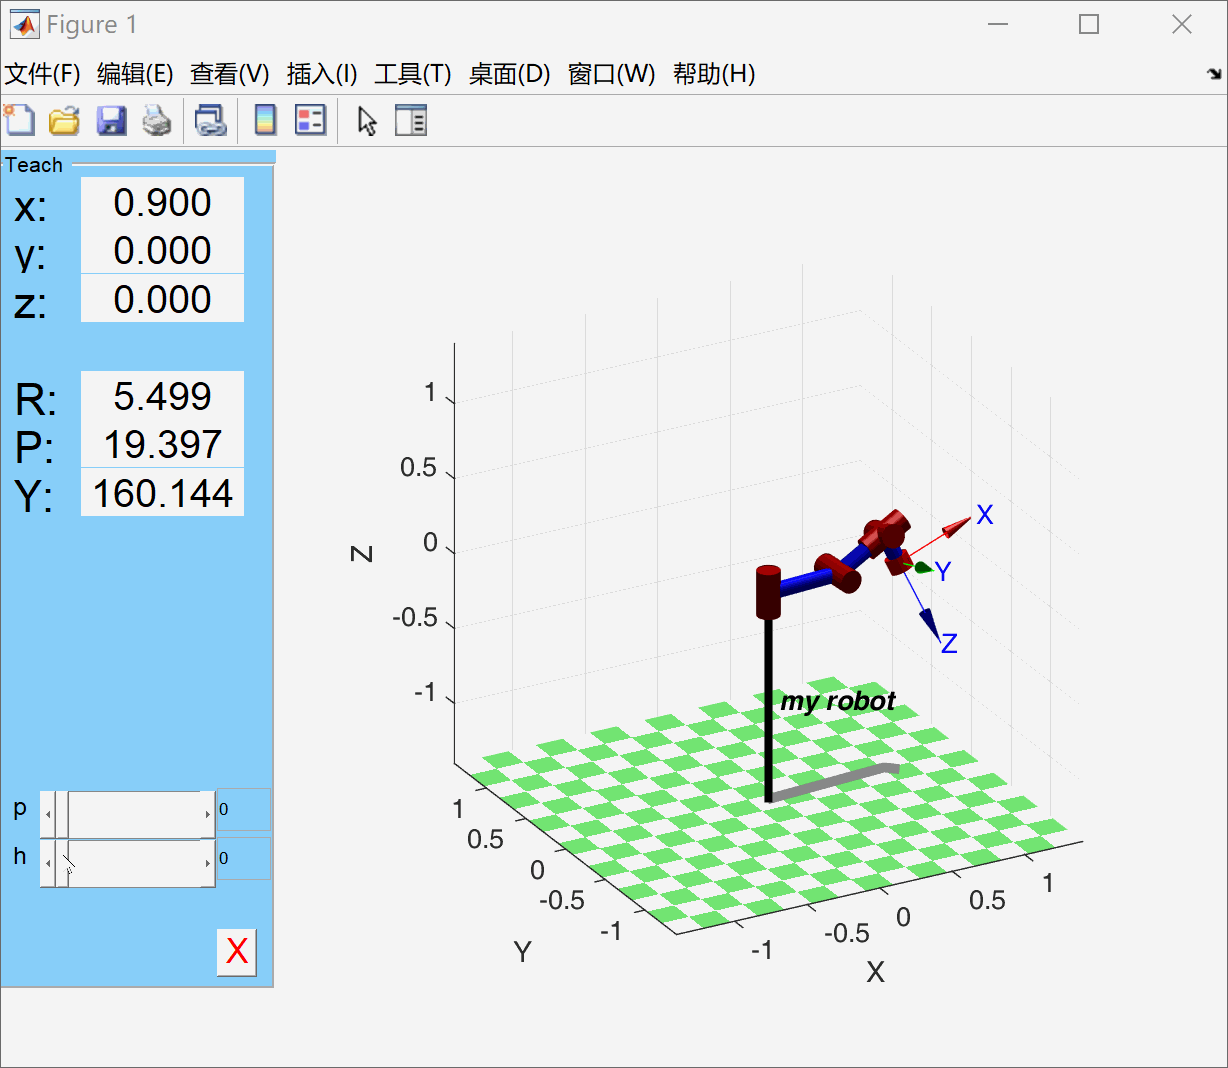 Figure 1
文件(F) 编辑(E) 查看(V) 插入(I) 工具(T) 桌面(D) 窗口(W) 帮助(H)
Teach
x: 0.900
y: 0.000
z: 0.000
R: 5.499
P: 19.397
Y: 160.144
p 0
h 0
X
1
0.5
0
-0.5
-1
Z
X
Y
Z
my robot
1
0.5
0
-0.5
-1
Y
-1
-0.5
0
0.5
1
X